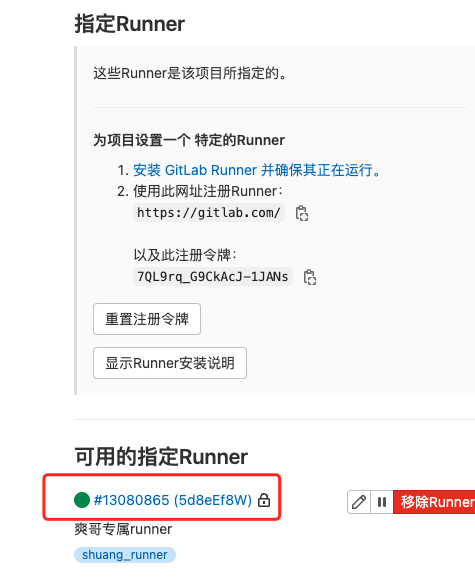 指定Runner
这些Runner是该项目所指定的。
为项目设置一个 特定的Runner
1. 安装 GitLab Runner 并确保其正在运行。
2. 使用此网址注册Runner：
https://gitlab.com/
以及此注册令牌：
7QL9rq_G9CkAcJ-1JANs
重置注册令牌
显示Runner安装说明
可用的指定Runner
#13080865 (5d8eEf8W)
移除Runner
爽哥专属runner
shuang_runner